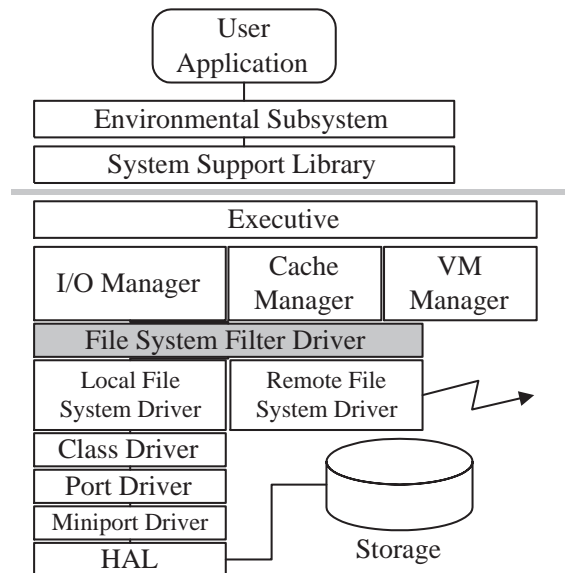 User
Application
Environmental Subsystem
System Support Library
Executive
I/O Manager
Cache
Manager
VM
Manager
File System Filter Driver
Local File
System Driver
Remote File
System Driver
Class Driver
Port Driver
Miniport Driver
HAL
Storage